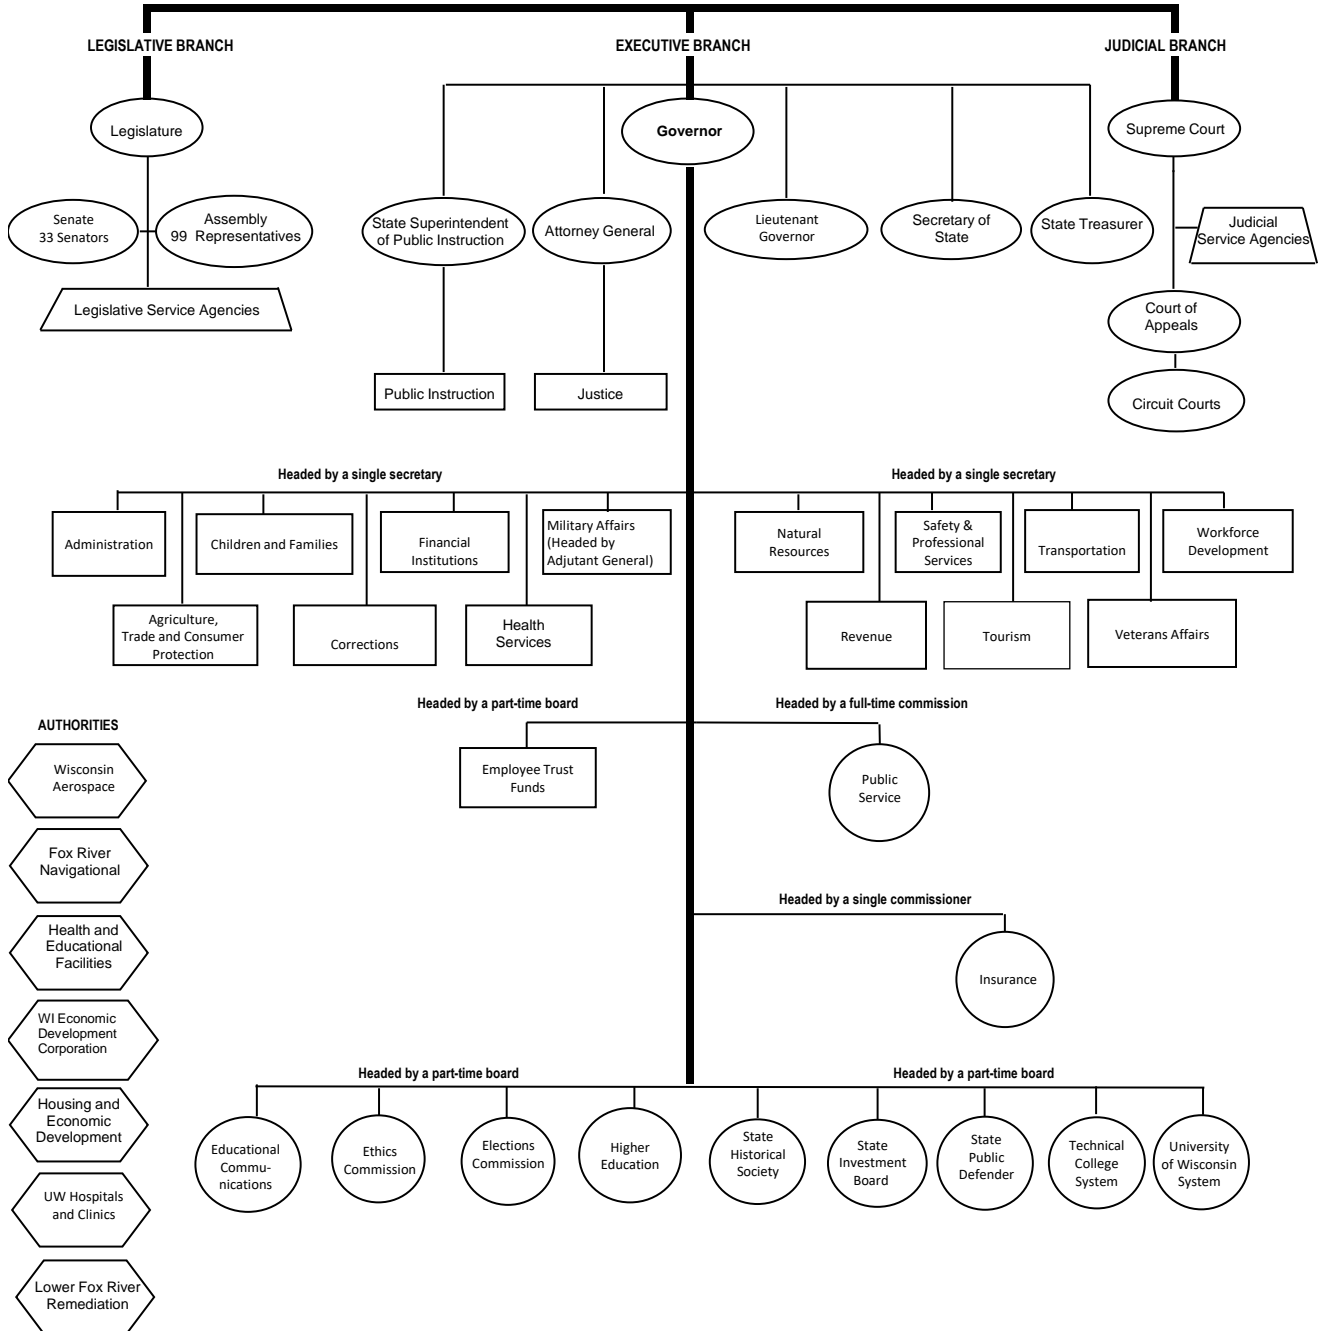 LEGISLATIVE BRANCH
EXECUTIVE BRANCH
JUDICIAL BRANCH
Legislature
Governor
Supreme Court
Senate
33 Senators
Assembly
99 Representatives
State Superintendent
of Public Instruction
Attorney General
Lieutenant
Governor
Secretary of
State
State Treasurer
Judicial
Service Agencies
Legislative Service Agencies
Court of
Appeals
Public Instruction
Justice
Circuit Courts
Headed by a single secretary
Headed by a single secretary
Administration
Children and Families
Financial
Institutions
Military Affairs
(Headed by
Adjutant General)
Natural
Resources
Safety &
Professional
Services
Transportation
Workforce
Development
Agriculture,
Trade and Consumer
Protection
Corrections
Health
Services
Revenue
Tourism
Veterans Affairs
Headed by a part-time board
Headed by a full-time commission
Employee Trust
Funds
Public
Service
Headed by a single commissioner
Insurance
AUTHORITIES
Wisconsin
Aerospace
Fox River
Navigational
Health and
Educational
Facilities
WI Economic
Development
Corporation
Housing and
Economic
Development
UW Hospitals
and Clinics
Lower Fox River
Remediation
Headed by a part-time board
Headed by a part-time board
Educational
Commu-
nications
Ethics
Commission
Elections
Commission
Higher
Education
State
Historical
Society
State
Investment
Board
State
Public
Defender
Technical
College
System
University
of Wisconsin
System